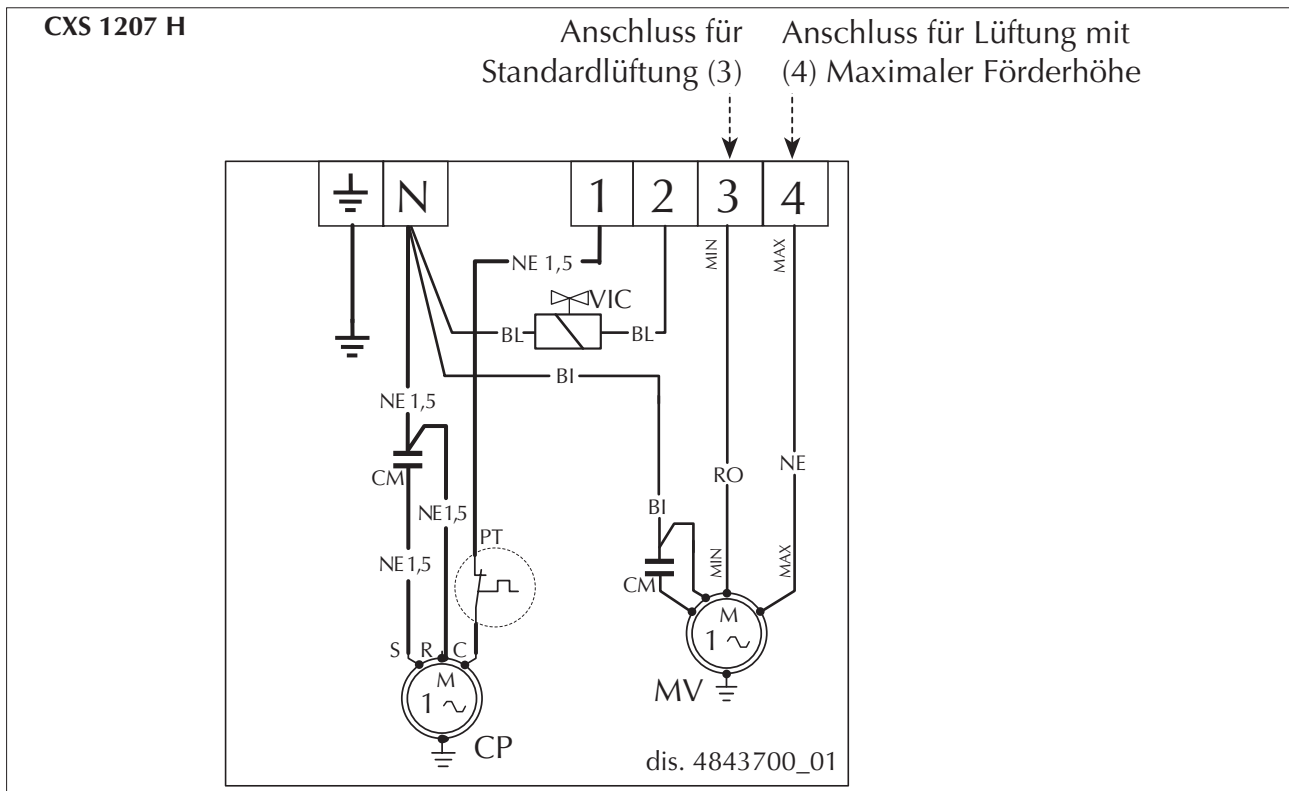 CXS 1207 H
Anschluss für
Standardlüftung (3)
Anschluss für Lüftung mit
(4) Maximaler Förderhöhe
N 1 2 3 4
MIN MAX
NE 1,5
VIC
BL BL
BI
NE 1,5
CM
RO NE
NE1,5
BI
PT
NE 1,5
CM
MIN MAX
S R C
M
1
M
1
MV
CP
dis. 4843700_01